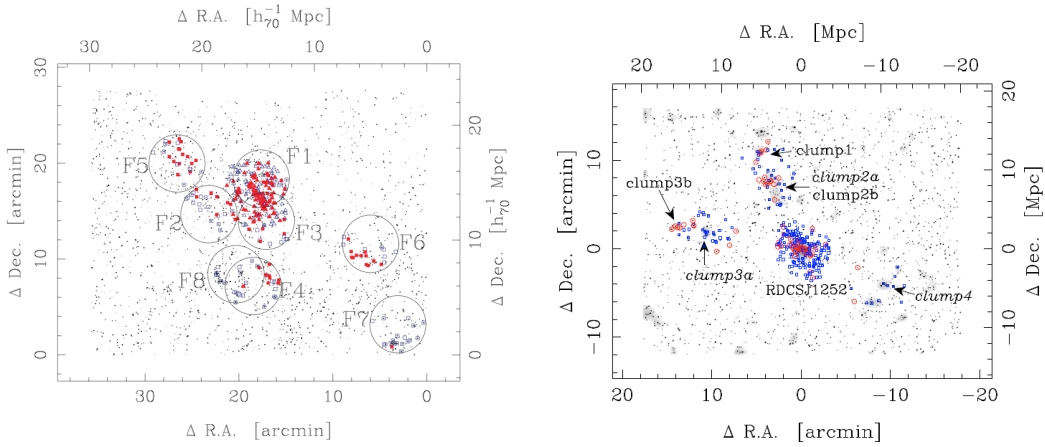 Δ R.A. [h₇₀⁻¹ Mpc]
30 20 10 0
30
20
10
0
Δ Dec. [arcmin]
F5
F1
F2
F3
F6
F8
F4
F7
20
10
0
Δ Dec. [h₇₀⁻¹ Mpc]
30 20 10 0
Δ R.A. [arcmin]
Δ R.A. [Mpc]
20 10 0 −10 −20
10
0
−10
Δ Dec. [arcmin]
clump1
clump2a
clump2b
clump3b
clump3a
RDCSJ1252
clump4
20
10
0
−10
Δ Dec. [Mpc]
20 10 0 −10 −20
Δ R.A. [arcmin]